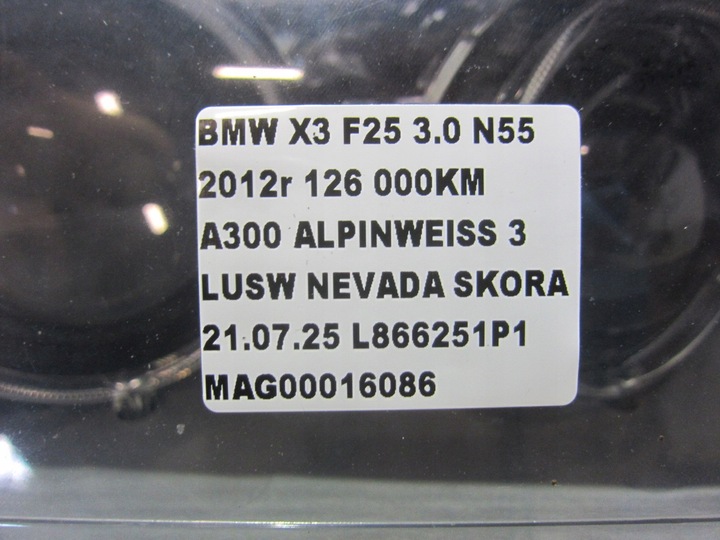 BMW X3 F25 3.0 N55
2012r 126 000KM
A300 ALPINWEISS 3
LUSW NEVADA SKORA
21.07.25 L866251P1
MAG00016086